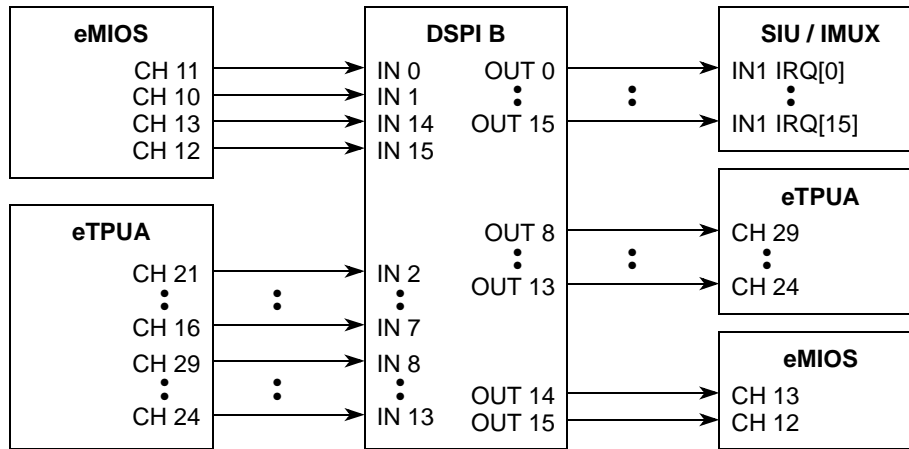 eMIOS
CH 11
CH 10
CH 13
CH 12
eTPUA
CH 21
CH 16
CH 29
CH 24
DSPI B
IN 0 OUT 0
IN 1
IN 14 OUT 15
IN 15
OUT 8
IN 2 OUT 13
IN 7
IN 8
OUT 14
IN 13 OUT 15
SIU / IMUX
IN1 IRQ[0]
IN1 IRQ[15]
eTPUA
CH 29
CH 24
eMIOS
CH 13
CH 12